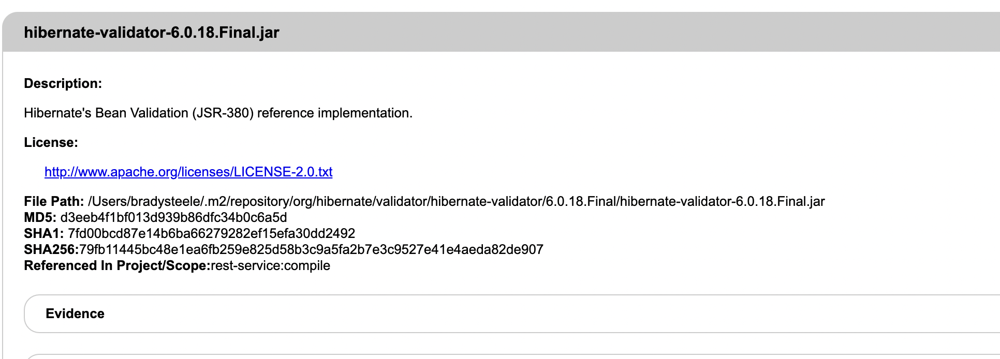 hibernate-validator-6.0.18.Final.jar
Description:
Hibernate's Bean Validation (JSR-380) reference implementation.
License:
http://www.apache.org/licenses/LICENSE-2.0.txt
File Path: /Users/bradysteele/.m2/repository/org/hibernate/validator/hibernate-validator/6.0.18.Final/hibernate-validator-6.0.18.Final.jar
MD5: d3eeb4f1bf013d939b86dfc34b0c6a5d
SHA1: 7fd00bcd87e14b6ba66279282ef15efa30dd2492
SHA256:79fb11445bc48e1ea6fb259e825d58b3c9a5fa2b7e3c9527e41e4aeda82de907
Referenced In Project/Scope:rest-service:compile
Evidence